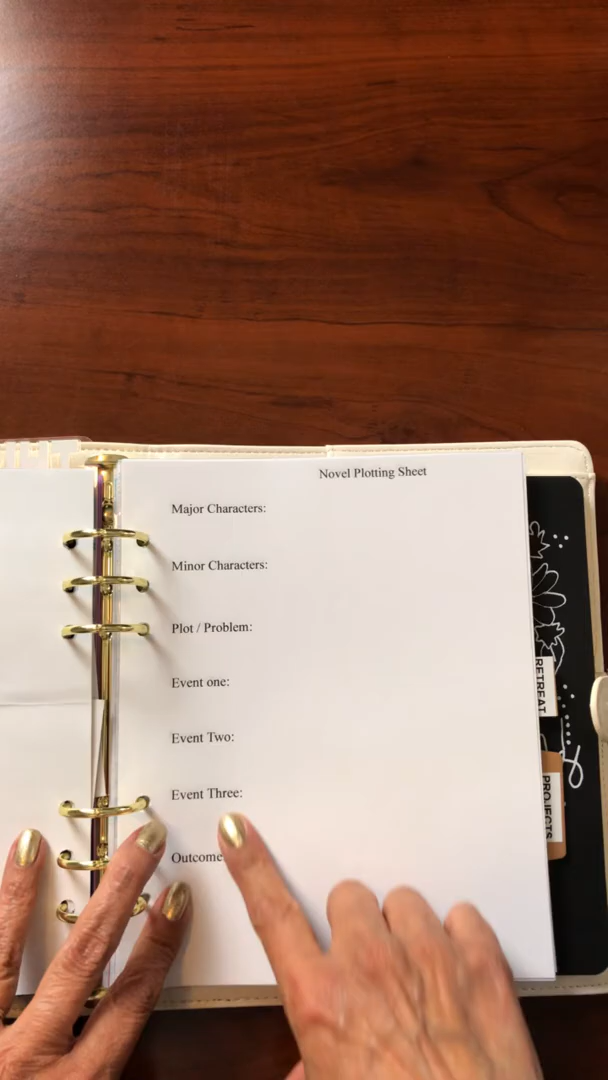 Novel Plotting Sheet
Major Characters:
Minor Characters:
Plot / Problem:
Event one:
Event Two:
Event Three:
Outcome
RETREAT
PROJECTS